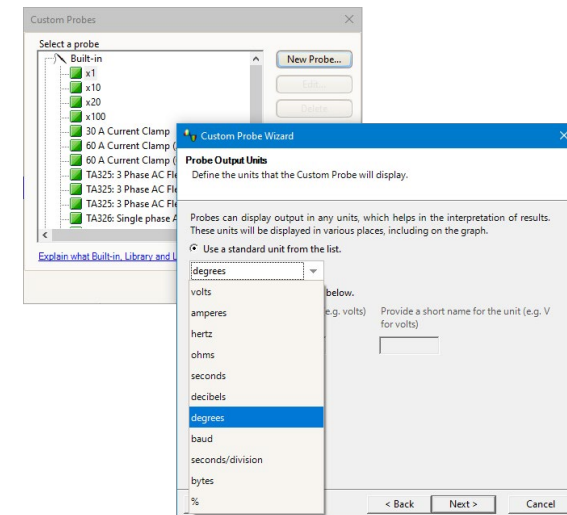 Custom Probes
Select a probe
Built-in
x1
x10
x20
x100
30 A Current Clamp
60 A Current Clamp (
60 A Current Clamp (
TA325: 3 Phase AC Fle
TA325: 3 Phase AC Fle
TA325: 3 Phase AC Fle
TA326: Single phase A
New Probe...
Edit...
Delete
Explain what Built-in, Library and L
Custom Probe Wizard
Probe Output Units
Define the units that the Custom Probe will display.
Probes can display output in any units, which helps in the interpretation of results.
These units will be displayed in various places, including on the graph.
Use a standard unit from the list.
degrees
below.
e.g. volts)
Provide a short name for the unit (e.g. V
for volts)
volts
amperes
hertz
ohms
seconds
decibels
degrees
baud
seconds/division
bytes
%
< Back
Next >
Cancel